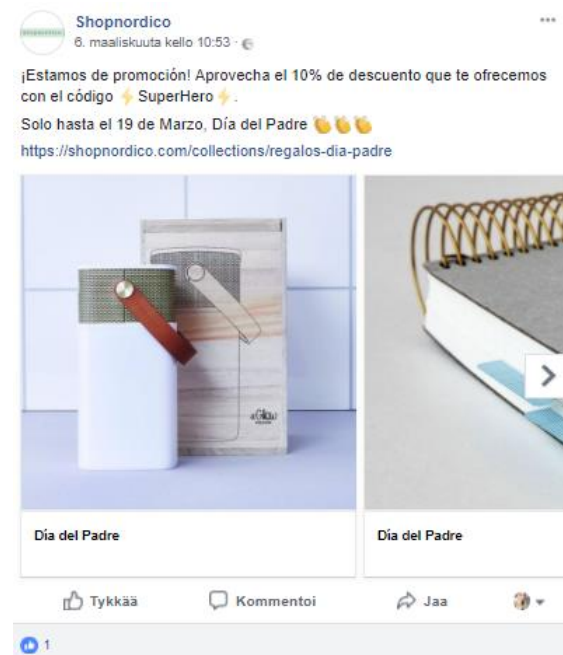 Shopnordico
6. maaliskuuta kello 10:53 ·
¡Estamos de promoción! Aprovecha el 10% de descuento que te ofrecemos
con el código ⚡SuperHero⚡.
Solo hasta el 19 de Marzo, Día del Padre 👏👏👏
https://shopnordico.com/collections/regalos-dia-padre
aGlow
Día del Padre
Día del Padre
Tykkää
Kommentoi
Jaa
1